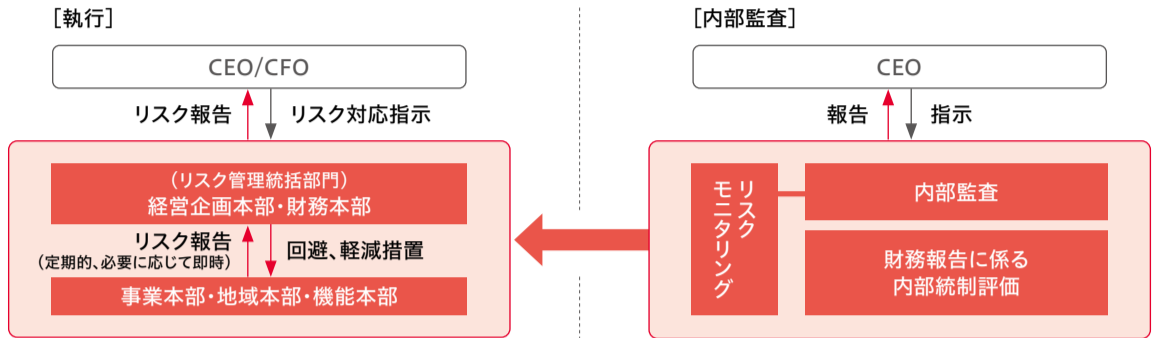 ［執行］
CEO/CFO
リスク報告
リスク対応指示
（リスク管理統括部門）
経営企画本部・財務本部
リスク報告
（定期的、必要に応じて即時）
回避、軽減措置
事業本部・地域本部・機能本部
［内部監査］
CEO
報告
指示
リスク
モニタリング
内部監査
財務報告に係る
内部統制評価